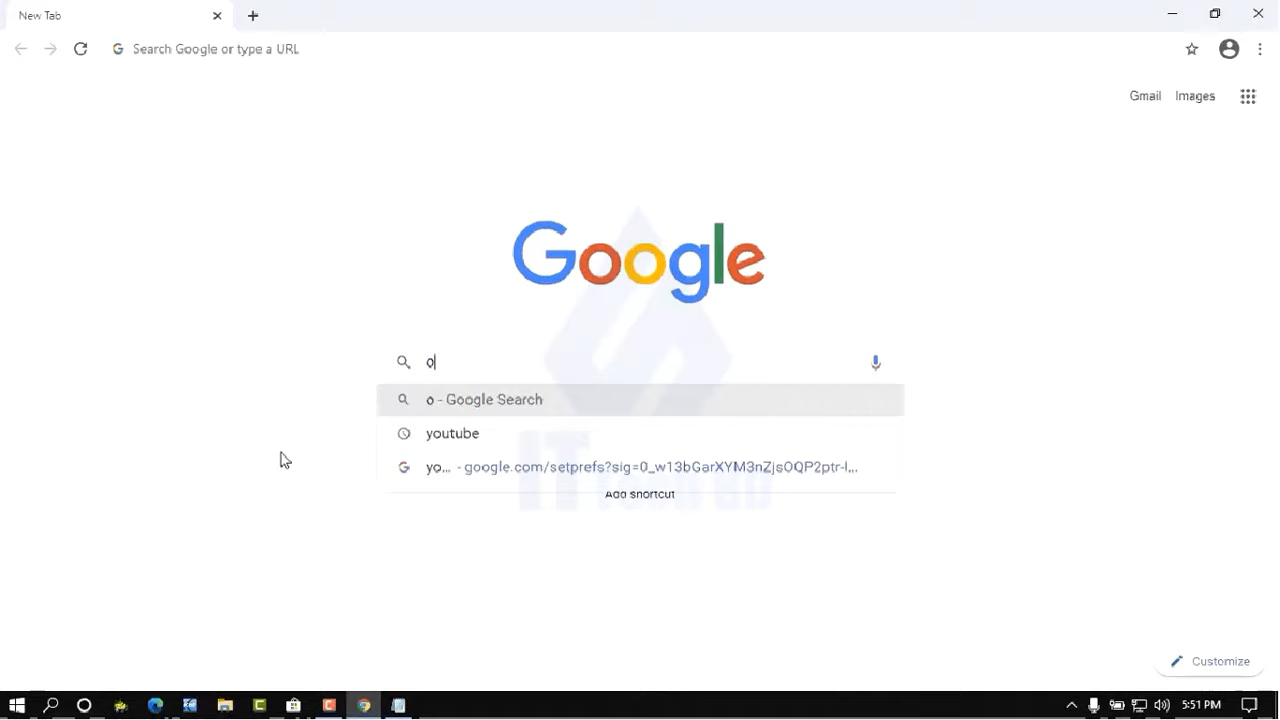 New Tab
Search Google or type a URL
Gmail Images
Google
o
o - Google Search
youtube
yo... - google.com/setprefs?sig=0_w13bGarXYM3nZjsOQP2ptr-l...
Add shortcut
IT
Customize
5:51 PM